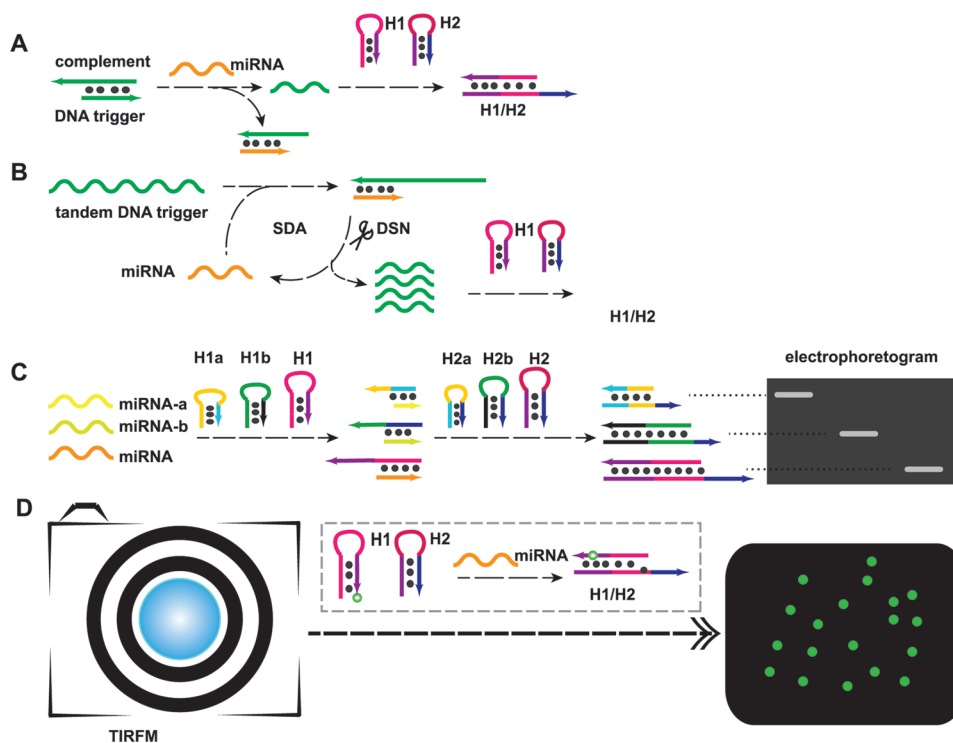 A
complement
DNA trigger
miRNA
H1
H2
H1/H2
B
tandem DNA trigger
SDA
DSN
miRNA
H1
H1/H2
C
miRNA-a
miRNA-b
miRNA
H1a
H1b
H1
H2a
H2b
H2
electrophoretogram
D
TIRFM
H1
H2
miRNA
H1/H2